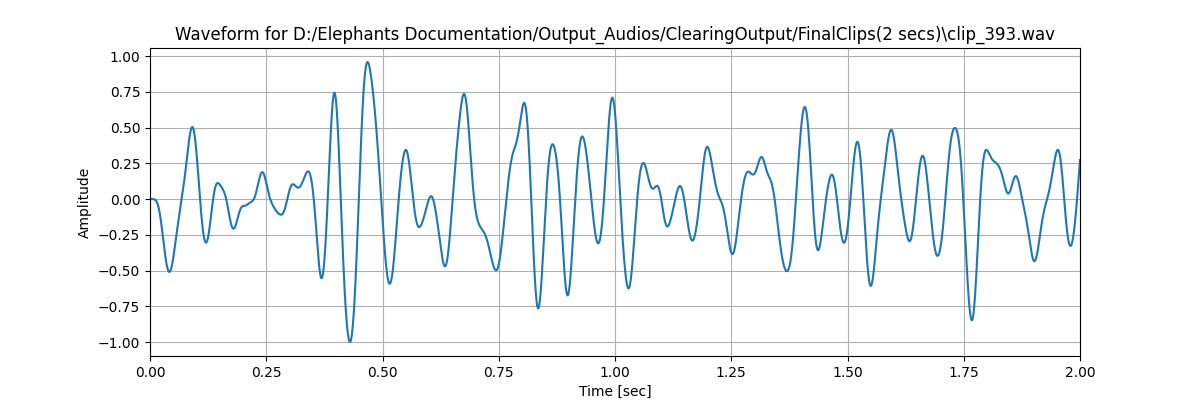 Waveform for D:/Elephants Documentation/Output_Audios/ClearingOutput/FinalClips(2 secs)\clip_393.wav
1.00
0.75
0.50
0.25
0.00
−0.25
−0.50
−0.75
−1.00
Amplitude
0.00 0.25 0.50 0.75 1.00 1.25 1.50 1.75 2.00
Time [sec]